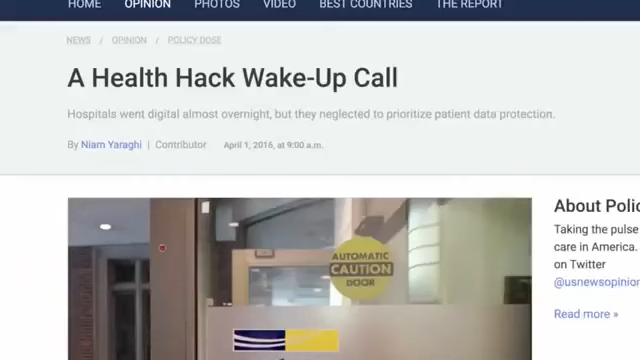 HOME OPINION PHOTOS VIDEO BEST COUNTRIES THE REPORT
NEWS / OPINION / POLICY DOSE
A Health Hack Wake-Up Call
Hospitals went digital almost overnight, but they neglected to prioritize patient data protection.
By Niam Yaraghi | Contributor April 1, 2016, at 9:00 a.m.
AUTOMATIC
CAUTION
DOOR
About Polic
Taking the pulse
care in America.
on Twitter
@usnewsopinion
Read more »